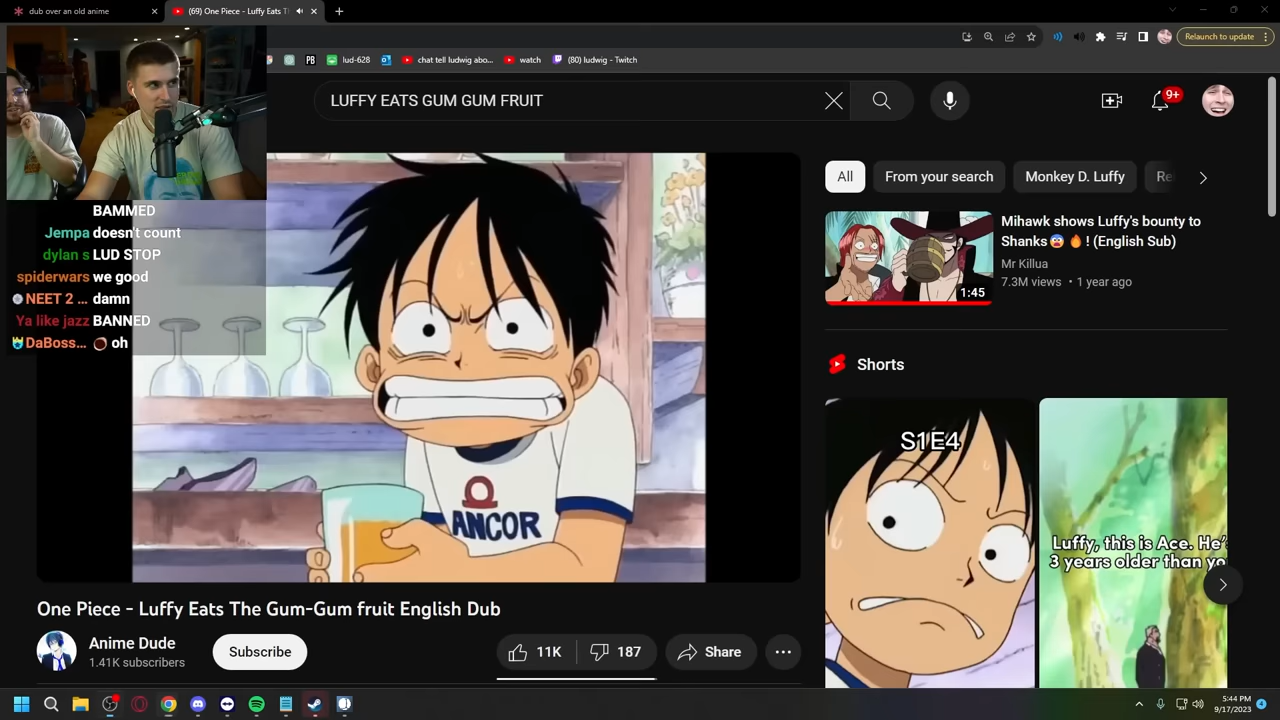 dub over an old anime
(69) One Piece - Luffy Eats T
Relaunch to update
PB
lud-628
chat tell ludwig abo...
watch
(80) ludwig - Twitch
LUFFY EATS GUM GUM FRUIT
9+
BAMMED
Jempa doesn't count
dylan s LUD STOP
spiderwars we good
NEET 2 ... damn
Ya like jazz BANNED
DaBoss... oh
ANCOR
All
From your search
Monkey D. Luffy
Re
Mihawk shows Luffy's bounty to
Shanks😱🔥! (English Sub)
Mr Killua
7.3M views • 1 year ago
1:45
Shorts
S1E4
Luffy, this is Ace. He's
3 years older than yo
One Piece - Luffy Eats The Gum-Gum fruit English Dub
Anime Dude
1.41K subscribers
Subscribe
11K
187
Share
5:44 PM
9/17/2023
4